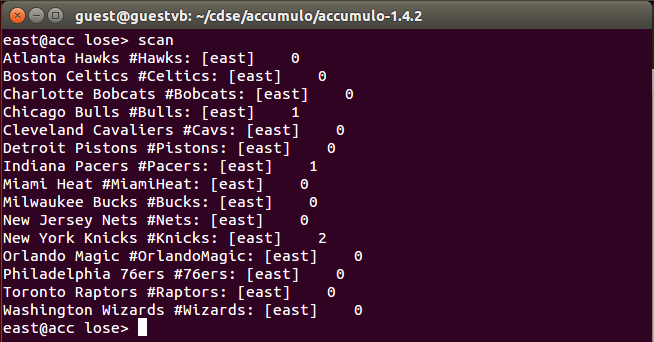 guest@guestvb: ~/cdse/accumulo/accumulo-1.4.2
east@acc lose> scan
Atlanta Hawks #Hawks: [east]    0
Boston Celtics #Celtics: [east]    0
Charlotte Bobcats #Bobcats: [east]    0
Chicago Bulls #Bulls: [east]    1
Cleveland Cavaliers #Cavs: [east]    0
Detroit Pistons #Pistons: [east]    0
Indiana Pacers #Pacers: [east]    1
Miami Heat #MiamiHeat: [east]    0
Milwaukee Bucks #Bucks: [east]    0
New Jersey Nets #Nets: [east]    0
New York Knicks #Knicks: [east]    2
Orlando Magic #OrlandoMagic: [east]    0
Philadelphia 76ers #76ers: [east]    0
Toronto Raptors #Raptors: [east]    0
Washington Wizards #Wizards: [east]    0
east@acc lose>